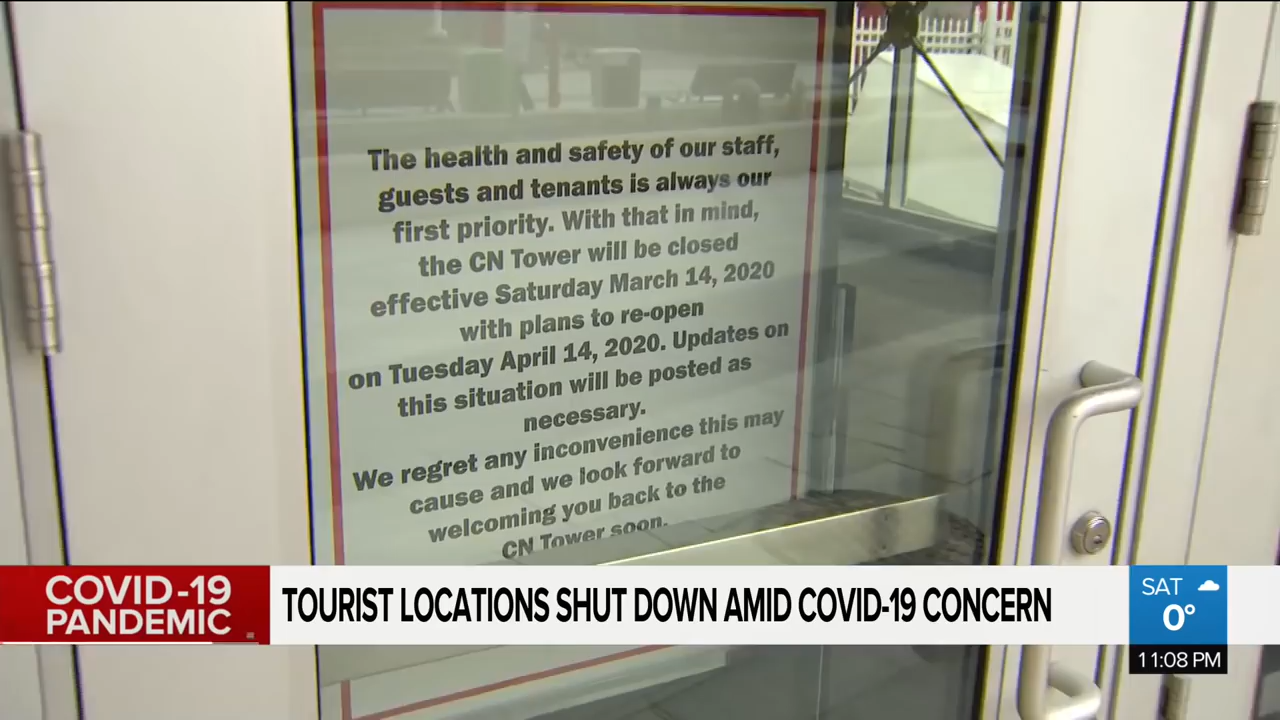 The health and safety of our staff,
guests and tenants is always our
first priority. With that in mind,
the CN Tower will be closed
effective Saturday March 14, 2020
with plans to re-open
on Tuesday April 14, 2020. Updates on
this situation will be posted as
necessary.
We regret any inconvenience this may
cause and we look forward to
welcoming you back to the
CN Tower soon.
COVID-19
PANDEMIC
TOURIST LOCATIONS SHUT DOWN AMID COVID-19 CONCERN
SAT
0°
11:08 PM